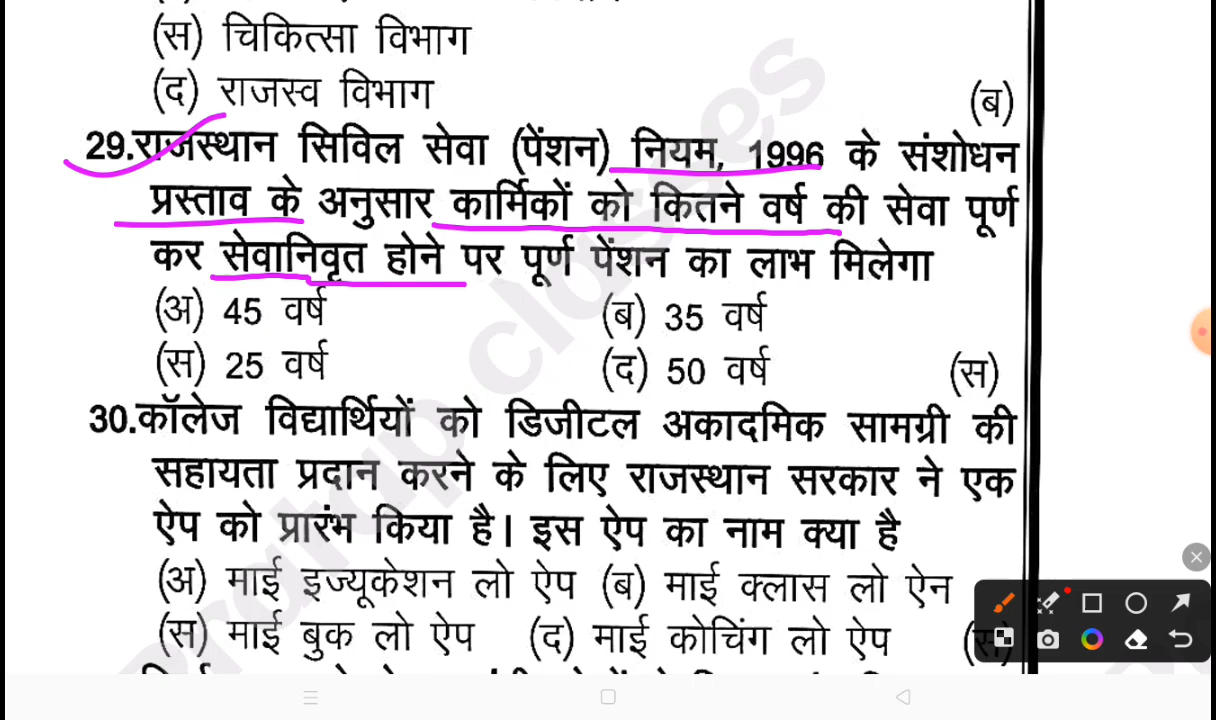 (स) चिकित्सा विभाग
(द) राजस्व विभाग (ब)
29.राजस्थान सिविल सेवा (पेंशन) नियम, 1996 के संशोधन
प्रस्ताव के अनुसार कार्मिकों को कितने वर्ष की सेवा पूर्ण
कर सेवानिवृत होने पर पूर्ण पेंशन का लाभ मिलेगा
(अ) 45 वर्ष (ब) 35 वर्ष
(स) 25 वर्ष (द) 50 वर्ष (स)
30.कॉलेज विद्यार्थियों को डिजीटल अकादमिक सामग्री की
सहायता प्रदान करने के लिए राजस्थान सरकार ने एक
ऐप को प्रारंभ किया है। इस ऐप का नाम क्या है
(अ) माई इज्यूकेशन लो ऐप (ब) माई क्लास लो ऐन
(स) माई बुक लो ऐप (द) माई कोचिंग लो ऐप (स)
Pratap classes